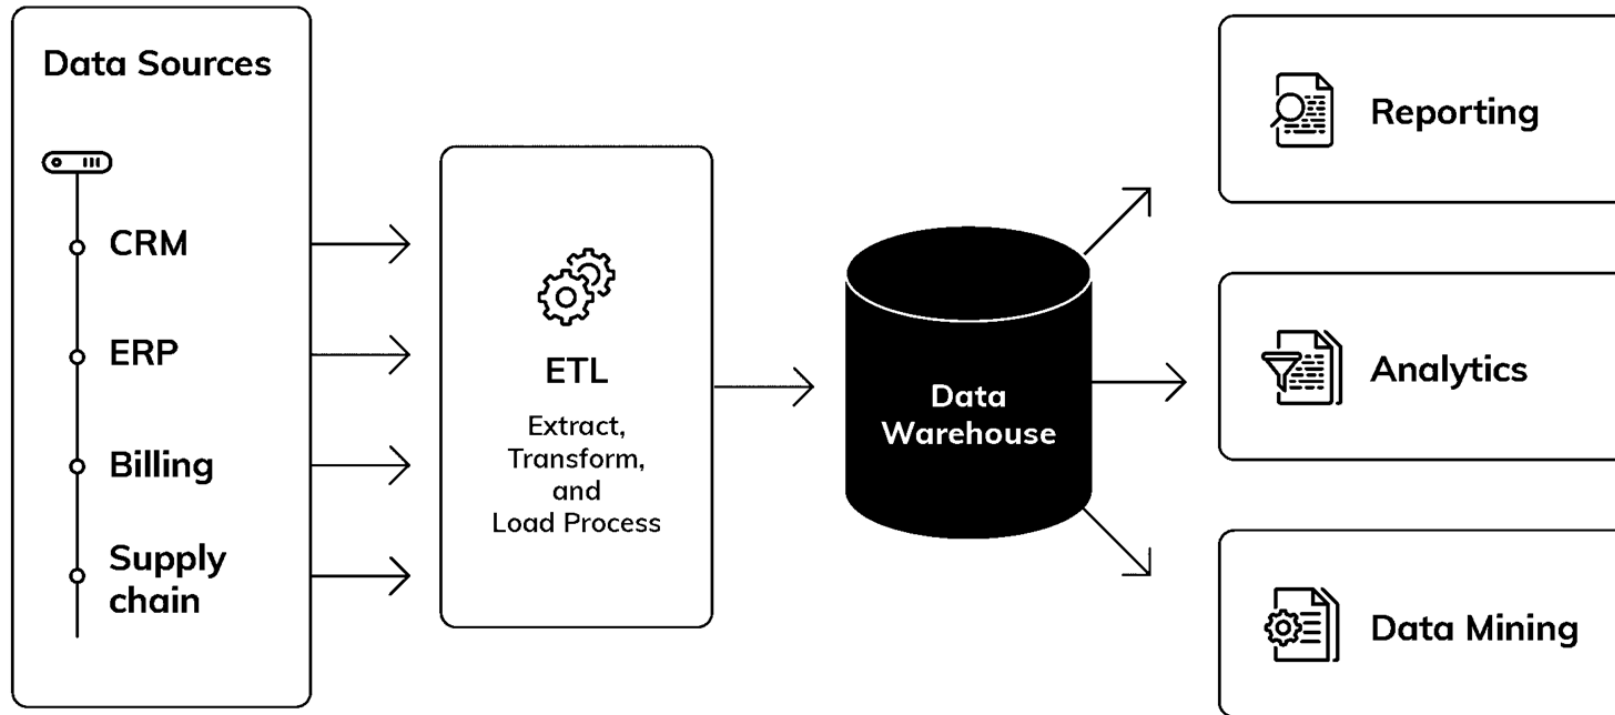 Data Sources
CRM
ERP
Billing
Supply
chain
ETL
Extract,
Transform,
and
Load Process
Data
Warehouse
Reporting
Analytics
Data Mining